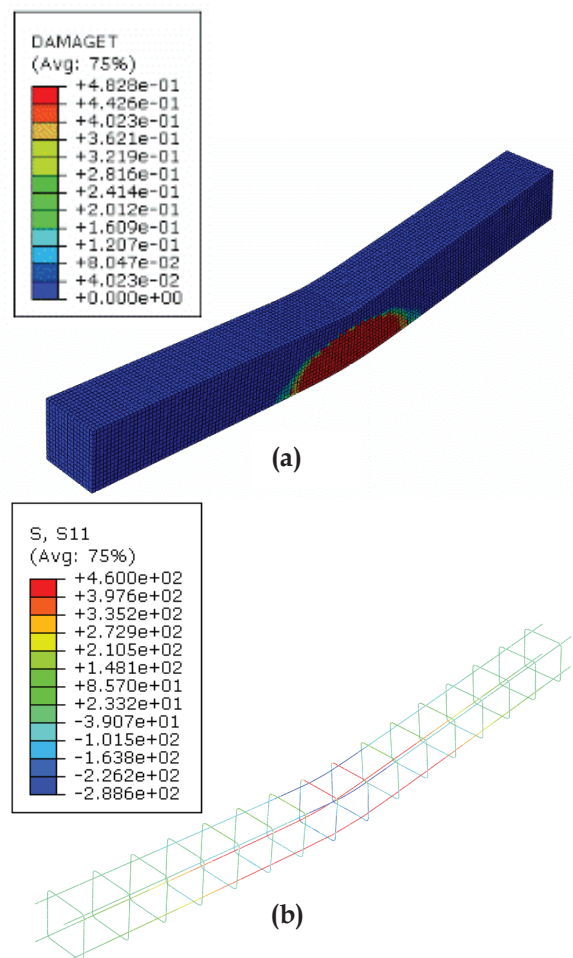 DAMAGET
(Avg: 75%)
+4.828e-01
+4.426e-01
+4.023e-01
+3.621e-01
+3.219e-01
+2.816e-01
+2.414e-01
+2.012e-01
+1.609e-01
+1.207e-01
+8.047e-02
+4.023e-02
+0.000e+00
(a)
S, S11
(Avg: 75%)
+4.600e+02
+3.976e+02
+3.352e+02
+2.729e+02
+2.105e+02
+1.481e+02
+8.570e+01
+2.332e+01
-3.907e+01
-1.015e+02
-1.638e+02
-2.262e+02
-2.886e+02
(b)